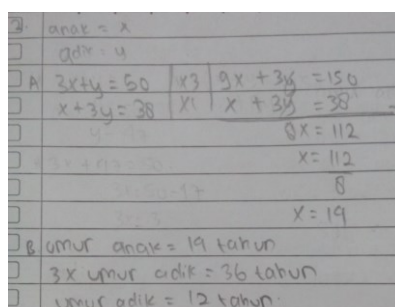 3. anak = x
adik = y
A 3x+y = 50 | x3 | 9x + 3y = 150
x+3y = 38 | x1 | x + 3y = 38 -
8x = 112
x = 112
8
x = 19
B umur anak = 19 tahun
3x umur adik = 36 tahun
umur adik = 12 tahun.